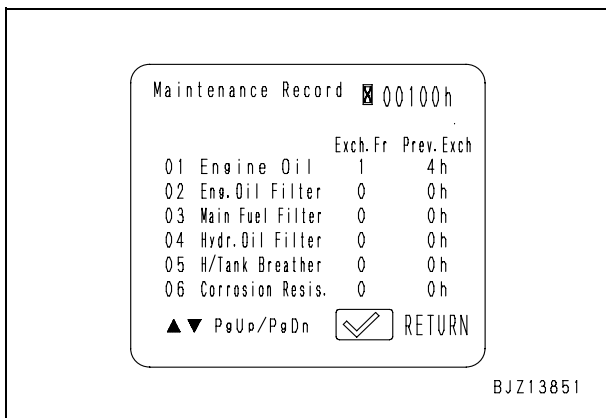 Maintenance Record 00100h
Exch.Fr Prev.Exch
01 Engine Oil 1 4h
02 Eng.Oil Filter 0 0h
03 Main Fuel Filter 0 0h
04 Hydr.Oil Filter 0 0h
05 H/Tank Breather 0 0h
06 Corrosion Resis. 0 0h
▲▼ PgUp/PgDn RETURN
BJZ13851